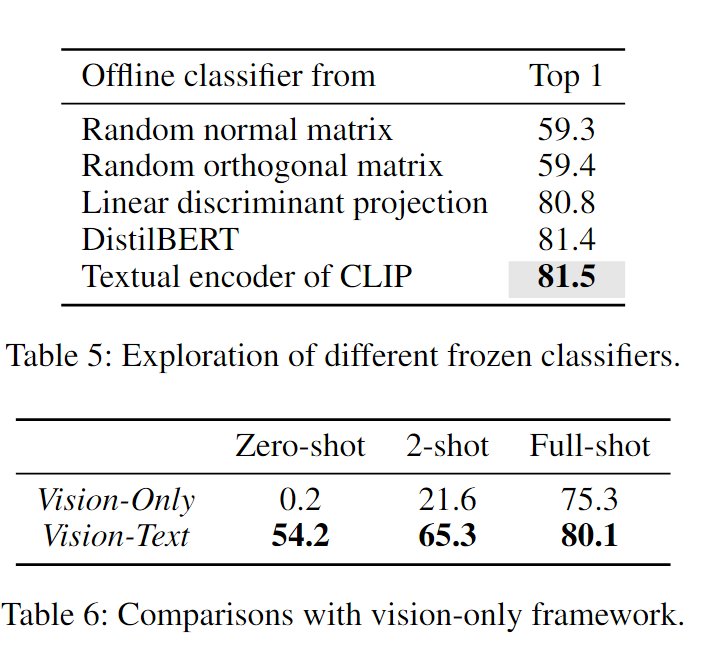 Offline classifier from Top 1
Random normal matrix 59.3
Random orthogonal matrix 59.4
Linear discriminant projection 80.8
DistilBERT 81.4
Textual encoder of CLIP 81.5
Table 5: Exploration of different frozen classifiers.
Zero-shot 2-shot Full-shot
Vision-Only 0.2 21.6 75.3
Vision-Text 54.2 65.3 80.1
Table 6: Comparisons with vision-only framework.